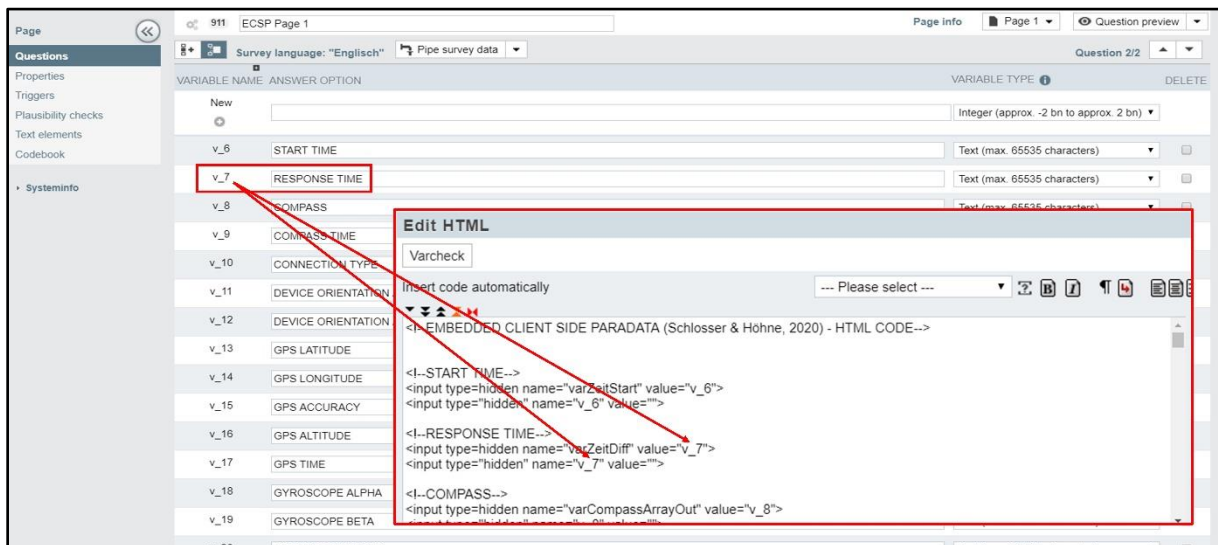 Page
Questions
Properties
Triggers
Plausibility checks
Text elements
Codebook
Systeminfo
911 ECSP Page 1 Page info Page 1 Question preview
Survey language: "Englisch" Pipe survey data Question 2/2
VARIABLE NAME ANSWER OPTION VARIABLE TYPE DELETE
New Integer (approx. -2 bn to approx. 2 bn)
v_6 START TIME Text (max. 65535 characters)
v_7 RESPONSE TIME Text (max. 65535 characters)
v_8 COMPASS Text (max. 65535 characters)
v_9 COMPASS TIME
v_10 CONNECTION TYPE
v_11 DEVICE ORIENTATION
v_12 DEVICE ORIENTATION
v_13 GPS LATITUDE
v_14 GPS LONGITUDE
v_15 GPS ACCURACY
v_16 GPS ALTITUDE
v_17 GPS TIME
v_18 GYROSCOPE ALPHA
v_19 GYROSCOPE BETA
Edit HTML
Varcheck
Insert code automatically --- Please select ---
<!--EMBEDDED CLIENT SIDE PARADATA (Schlosser & Höhne, 2020) - HTML CODE-->
<!--START TIME-->
<input type=hidden name="varZeitStart" value="v_6">
<input type="hidden" name="v_6" value="">
<!--RESPONSE TIME-->
<input type=hidden name="varZeitDiff" value="v_7">
<input type="hidden" name="v_7" value="">
<!--COMPASS-->
<input type=hidden name="varCompassArrayOut" value="v_8">